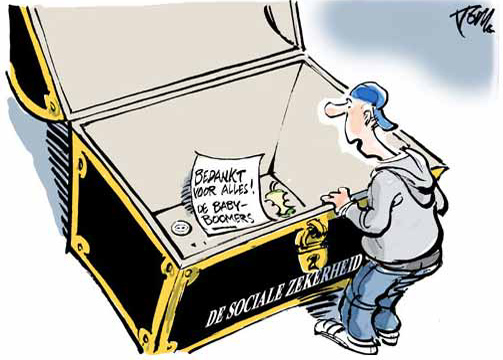 BEDANKT
VOOR ALLES!
DE BABY-
BOOMERS
DE SOCIALE ZEKERHEID